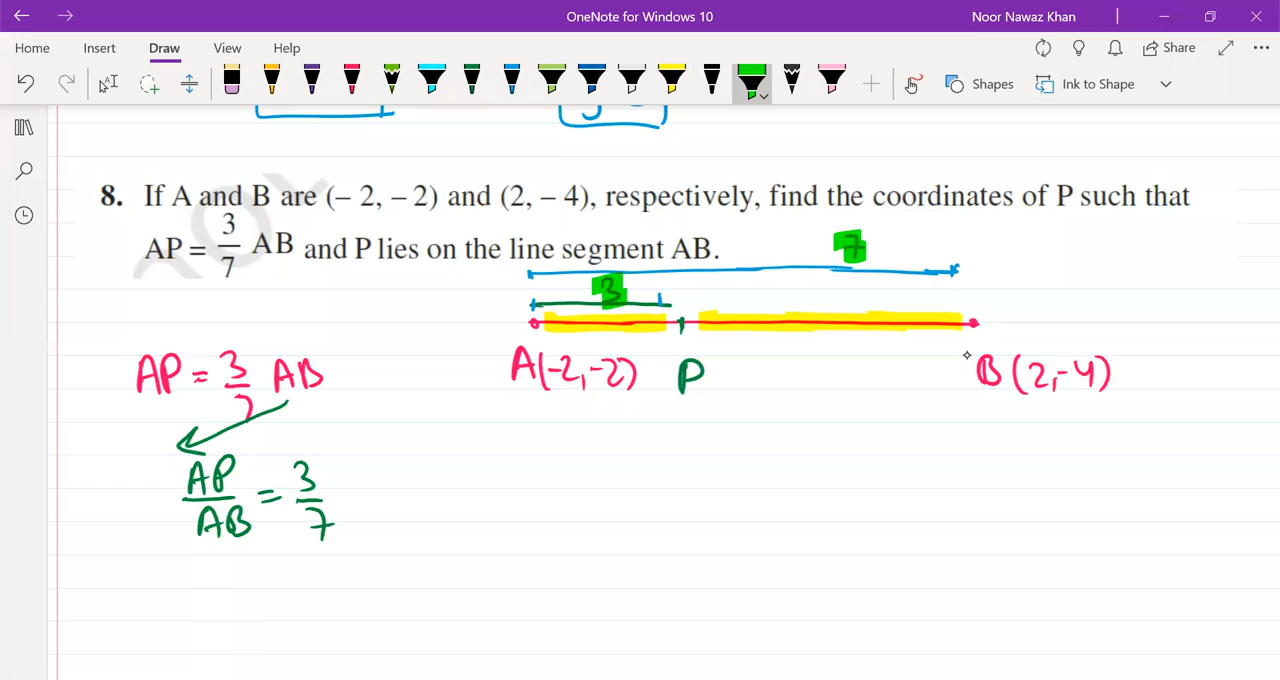 OneNote for Windows 10
Noor Nawaz Khan
Home Insert Draw View Help
Share
Shapes
Ink to Shape
8. If A and B are (– 2, – 2) and (2, – 4), respectively, find the coordinates of P such that
AP = 3/7 AB and P lies on the line segment AB.
7
3
AP = 3/7 AB
A(-2,-2) P B(2,-4)
AP/AB = 3/7